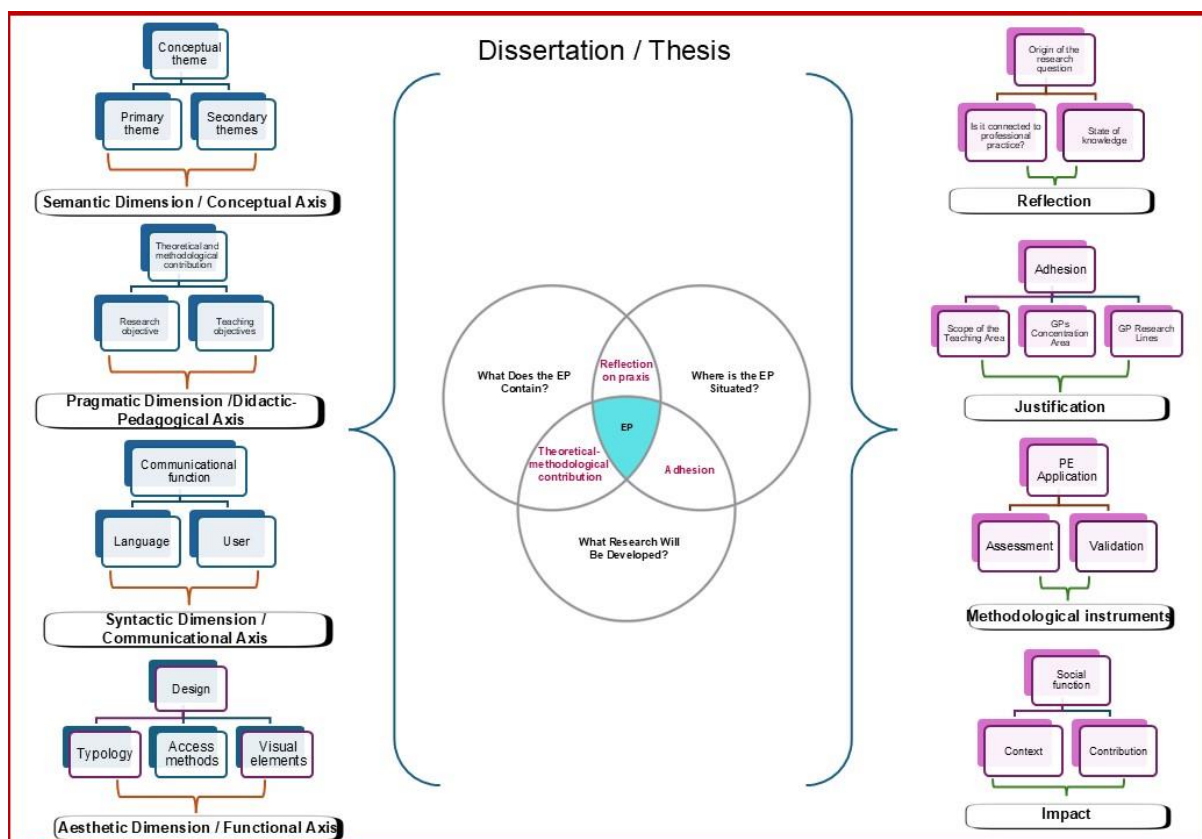 Dissertation / Thesis
Conceptual
theme
Primary
theme
Secondary
themes
Semantic Dimension / Conceptual Axis
Theoretical and
methodological
contribution
Research
objective
Teaching
objectives
Pragmatic Dimension /Didactic-
Pedagogical Axis
Communicational
function
Language
User
Syntactic Dimension /
Communicational Axis
Design
Typology
Access
methods
Visual
elements
Aesthetic Dimension / Functional Axis
What Does the EP
Contain?
Reflection
on praxis
Where is the EP
Situated?
EP
Theoretical-
methodological
contribution
Adhesion
What Research Will
Be Developed?
Origin of the
research
question
Is it connected to
professional
practice?
State of
knowledge
Reflection
Adhesion
Scope of the
Teaching Area
GPs
Concentration
Area
GP Research
Lines
Justification
PE
Application
Assessment
Validation
Methodological instruments
Social
function
Context
Contribution
Impact